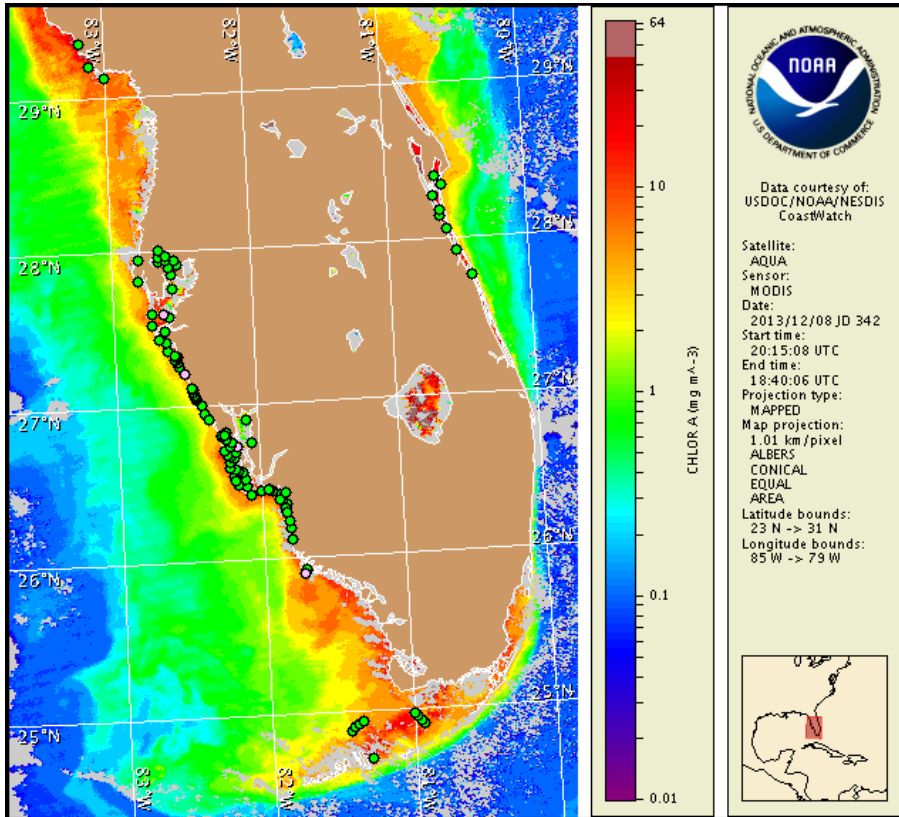 83°W
82°W
81°W
80°W
29°N
29°N
28°N
28°N
27°N
27°N
26°N
26°N
25°N
25°N
83°W
82°W
81°W
64
10
1
0.1
0.01
CHLOR A (mg m^-3)
NATIONAL OCEANIC AND ATMOSPHERIC ADMINISTRATION
NOAA
U.S. DEPARTMENT OF COMMERCE
Data courtesy of:
USDOC/NOAA/NESDIS
CoastWatch
Satellite:
AQUA
Sensor:
MODIS
Date:
2013/12/08 JD 342
Start time:
20:15:08 UTC
End time:
18:40:06 UTC
Projection type:
MAPPED
Map projection:
1.01 km/pixel
ALBERS
CONICAL
EQUAL
AREA
Latitude bounds:
23 N -> 31 N
Longitude bounds:
85 W -> 79 W